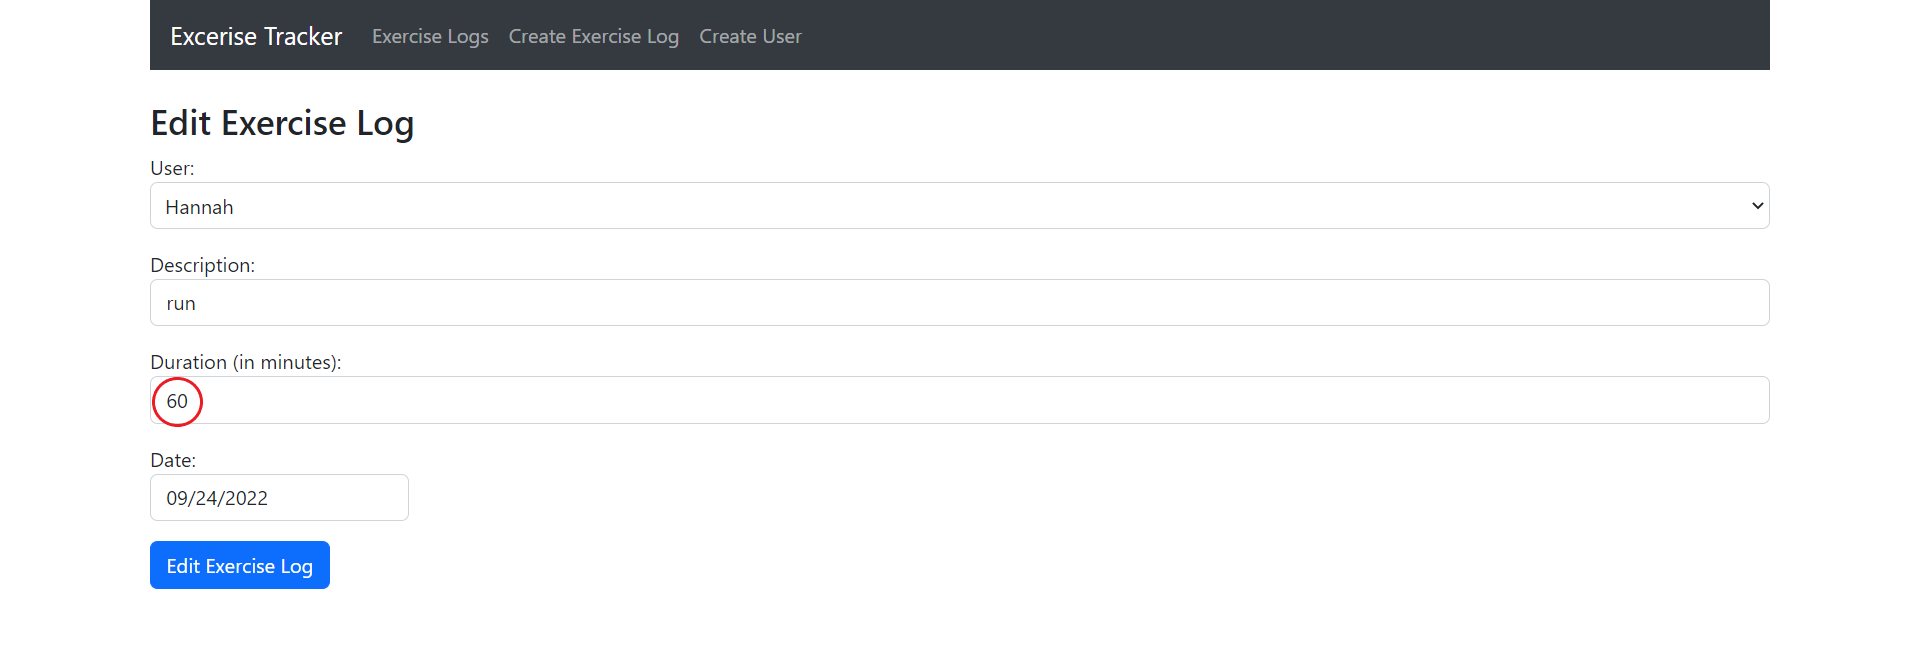 Excerise Tracker Exercise Logs Create Exercise Log Create User
Edit Exercise Log
User:
Hannah
Description:
run
Duration (in minutes):
60
Date:
09/24/2022
Edit Exercise Log